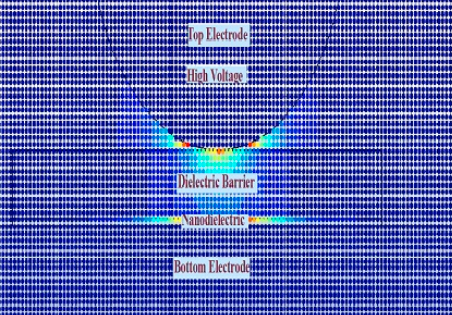 Top Electrode
High Voltage
Dielectric Barrier
Nanodielectric
Bottom Electrode